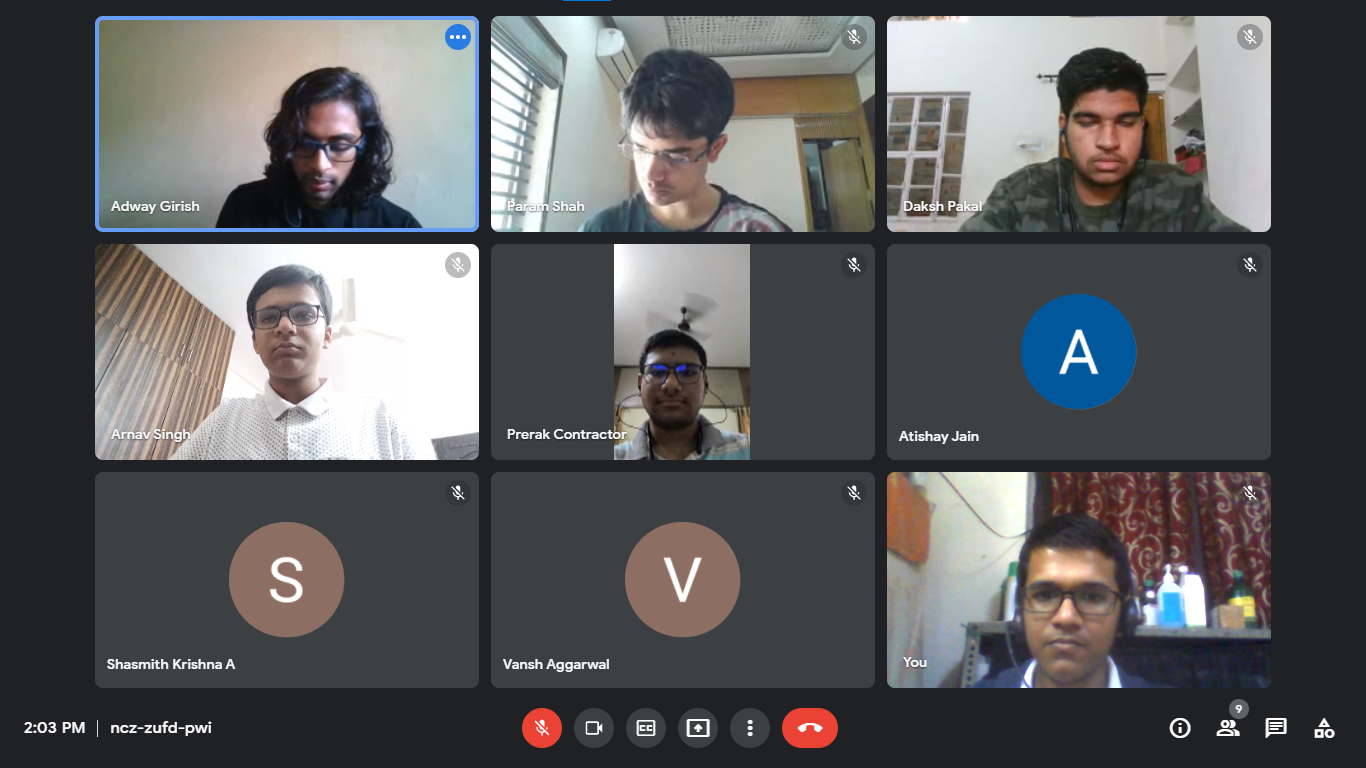 Adway Girish
Param Shah
Daksh Pakal
Arnav Singh
Prerak Contractor
A
Atishay Jain
S
Shasmith Krishna A
V
Vansh Aggarwal
You
2:03 PM | ncz-zufd-pwi
CC
9